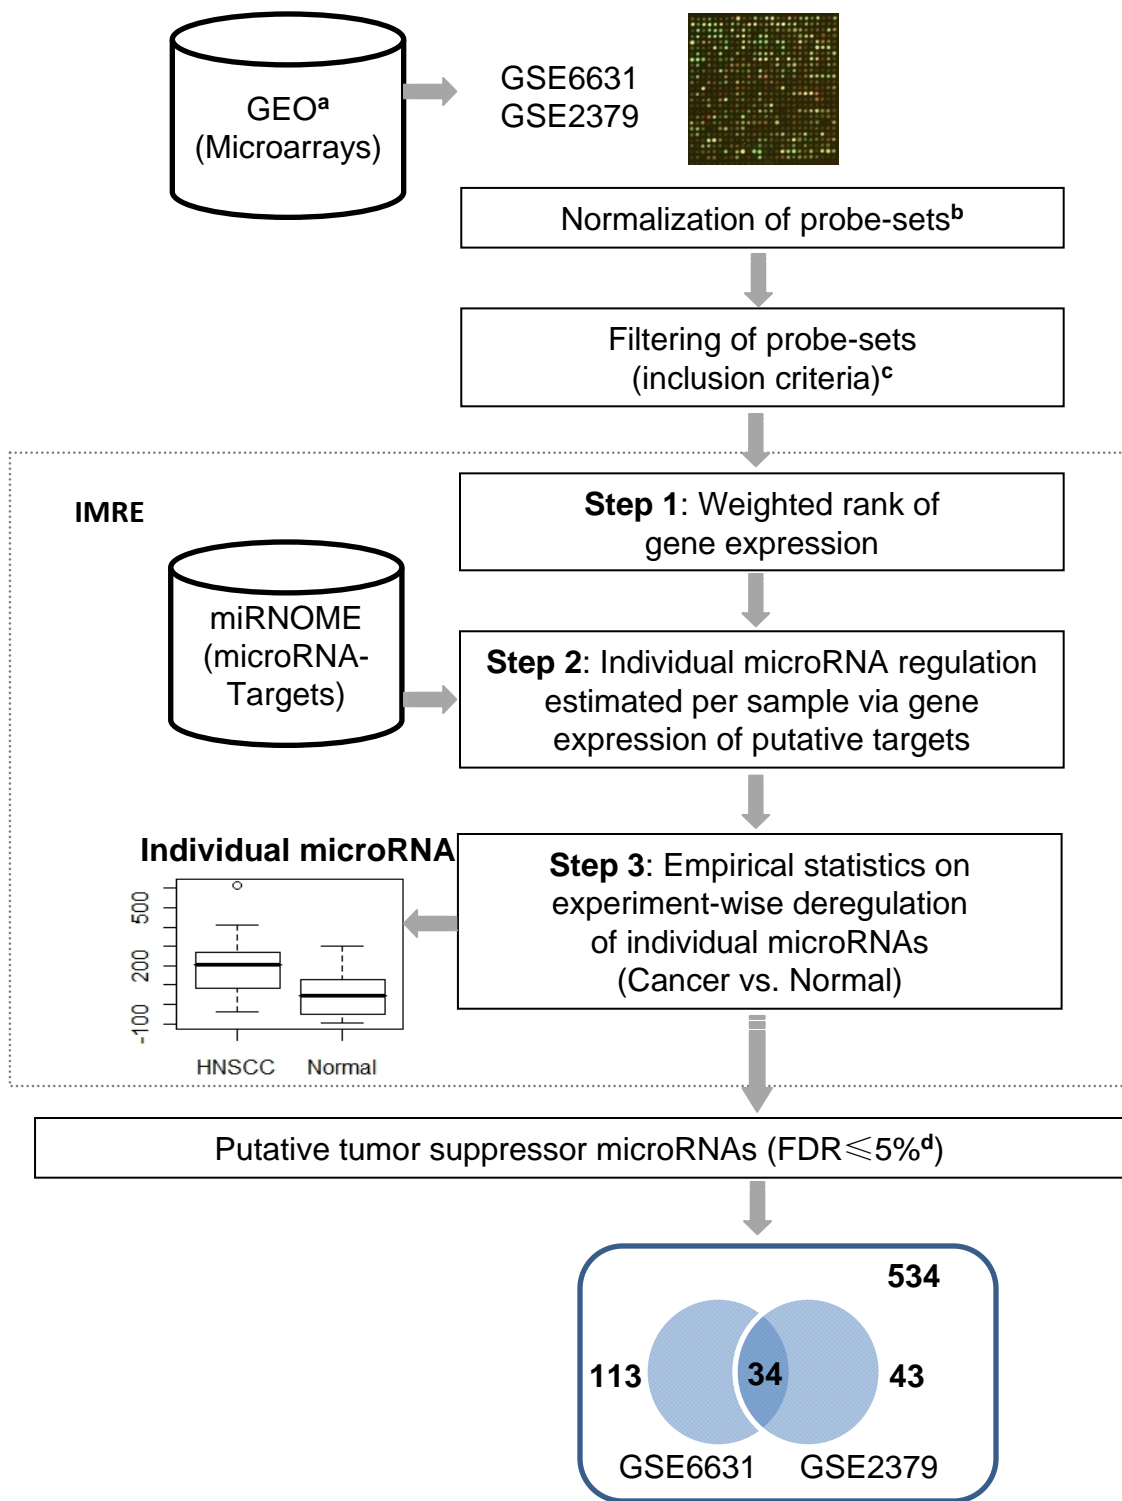 GEOa
(Microarrays)
GSE6631
GSE2379
Normalization of probe-setsb
Filtering of probe-sets
(inclusion criteria)c
IMRE
Step 1: Weighted rank of
gene expression
miRNOME
(microRNA-
Targets)
Step 2: Individual microRNA regulation
estimated per sample via gene
expression of putative targets
Individual microRNA
500
200
-100
HNSCC Normal
Step 3: Empirical statistics on
experiment-wise deregulation
of individual microRNAs
(Cancer vs. Normal)
Putative tumor suppressor microRNAs (FDR≤5%d)
534
113 34 43
GSE6631 GSE2379